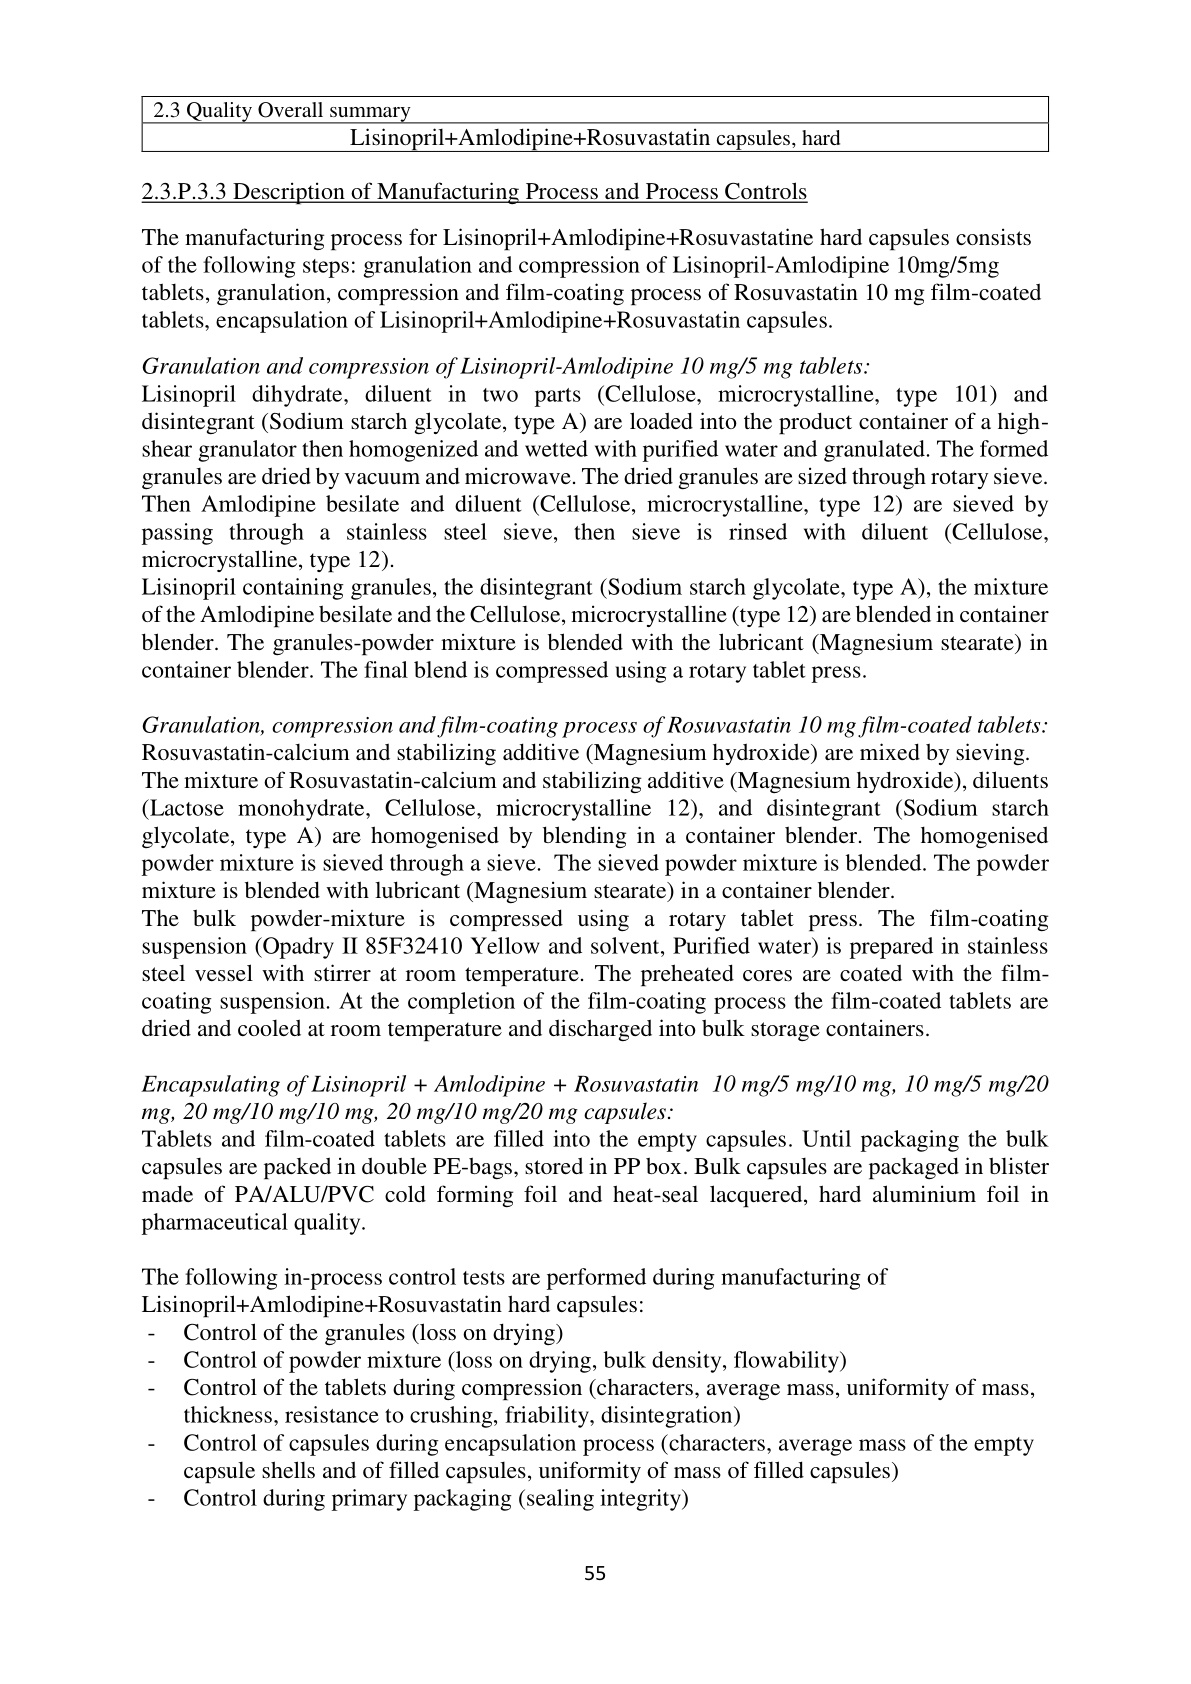 2.3 Quality Overall summary
Lisinopril+Amlodipine+Rosuvastatin capsules, hard
2.3.P.3.3 Description of Manufacturing Process and Process Controls
The manufacturing process for Lisinopril+Amlodipine+Rosuvastatine hard capsules consists
of the following steps: granulation and compression of Lisinopril-Amlodipine 10mg/5mg
tablets, granulation, compression and film-coating process of Rosuvastatin 10 mg film-coated
tablets, encapsulation of Lisinopril+Amlodipine+Rosuvastatin capsules.
Granulation and compression of Lisinopril-Amlodipine 10 mg/5 mg tablets:
Lisinopril dihydrate, diluent in two parts (Cellulose, microcrystalline, type 101) and
disintegrant (Sodium starch glycolate, type A) are loaded into the product container of a high-
shear granulator then homogenized and wetted with purified water and granulated. The formed
granules are dried by vacuum and microwave. The dried granules are sized through rotary sieve.
Then Amlodipine besilate and diluent (Cellulose, microcrystalline, type 12) are sieved by
passing through a stainless steel sieve, then sieve is rinsed with diluent (Cellulose,
microcrystalline, type 12).
Lisinopril containing granules, the disintegrant (Sodium starch glycolate, type A), the mixture
of the Amlodipine besilate and the Cellulose, microcrystalline (type 12) are blended in container
blender. The granules-powder mixture is blended with the lubricant (Magnesium stearate) in
container blender. The final blend is compressed using a rotary tablet press.
Granulation, compression and film-coating process of Rosuvastatin 10 mg film-coated tablets:
Rosuvastatin-calcium and stabilizing additive (Magnesium hydroxide) are mixed by sieving.
The mixture of Rosuvastatin-calcium and stabilizing additive (Magnesium hydroxide), diluents
(Lactose monohydrate, Cellulose, microcrystalline 12), and disintegrant (Sodium starch
glycolate, type A) are homogenised by blending in a container blender. The homogenised
powder mixture is sieved through a sieve. The sieved powder mixture is blended. The powder
mixture is blended with lubricant (Magnesium stearate) in a container blender.
The bulk powder-mixture is compressed using a rotary tablet press. The film-coating
suspension (Opadry II 85F32410 Yellow and solvent, Purified water) is prepared in stainless
steel vessel with stirrer at room temperature. The preheated cores are coated with the film-
coating suspension. At the completion of the film-coating process the film-coated tablets are
dried and cooled at room temperature and discharged into bulk storage containers.
Encapsulating of Lisinopril + Amlodipine + Rosuvastatin 10 mg/5 mg/10 mg, 10 mg/5 mg/20
mg, 20 mg/10 mg/10 mg, 20 mg/10 mg/20 mg capsules:
Tablets and film-coated tablets are filled into the empty capsules. Until packaging the bulk
capsules are packed in double PE-bags, stored in PP box. Bulk capsules are packaged in blister
made of PA/ALU/PVC cold forming foil and heat-seal lacquered, hard aluminium foil in
pharmaceutical quality.
The following in-process control tests are performed during manufacturing of
Lisinopril+Amlodipine+Rosuvastatin hard capsules:
- Control of the granules (loss on drying)
- Control of powder mixture (loss on drying, bulk density, flowability)
- Control of the tablets during compression (characters, average mass, uniformity of mass,
thickness, resistance to crushing, friability, disintegration)
- Control of capsules during encapsulation process (characters, average mass of the empty
capsule shells and of filled capsules, uniformity of mass of filled capsules)
- Control during primary packaging (sealing integrity)
55